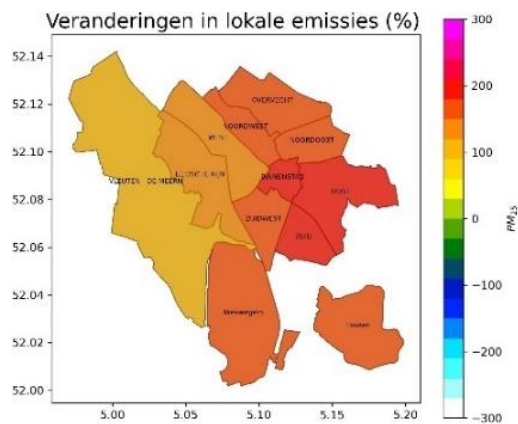 Veranderingen in lokale emissies (%)
52.14
52.12
52.10
52.08
52.06
52.04
52.02
52.00
5.00
5.05
5.10
5.15
5.20
OVERVECHT
NOORDWEST
NOORDOOST
WEST
LEIDSCHE RIJN
VLEUTEN - DE MEERN
BINNENSTAD
OOST
ZUIDWEST
ZUID
Nieuwegein
Houten
300
200
100
0
−100
−200
−300
PM25